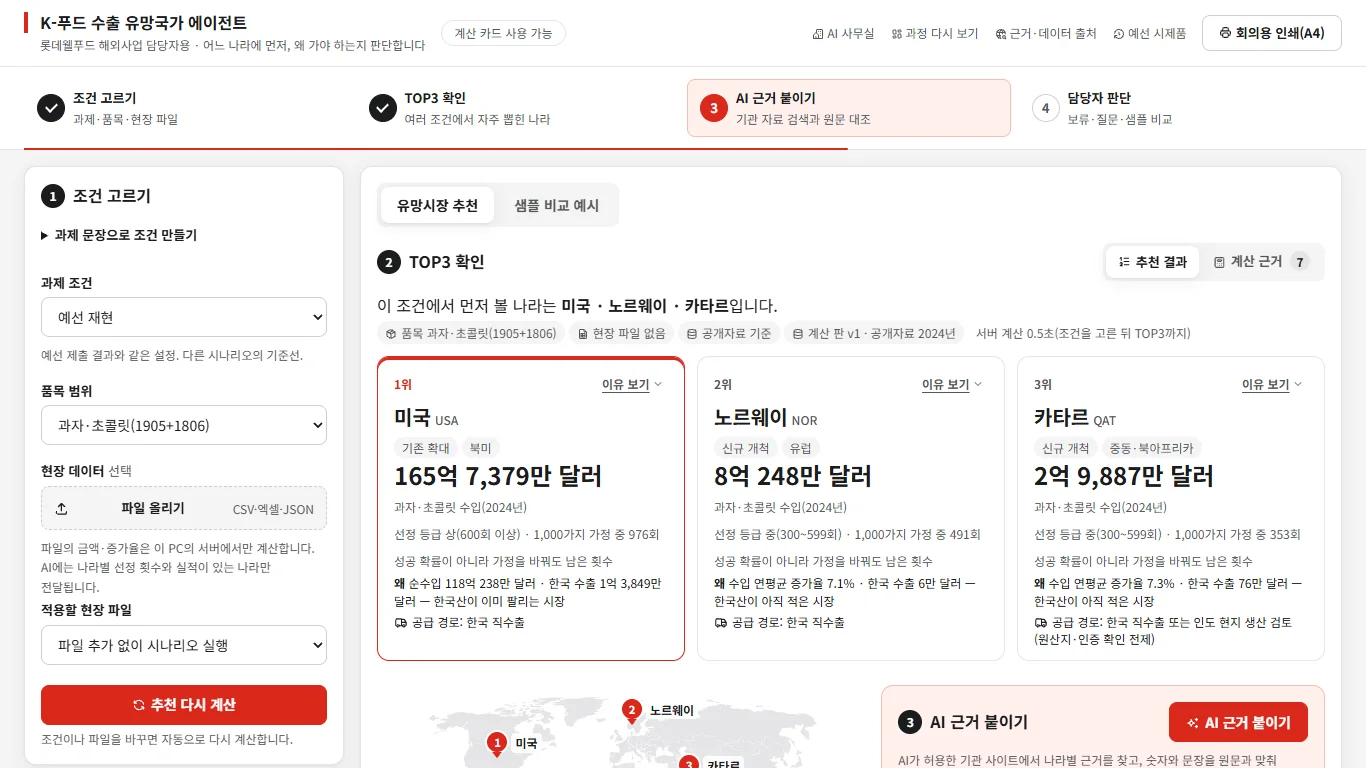 K-푸드 수출 유망국가 에이전트
롯데웰푸드 해외사업 담당자용 · 어느 나라에 먼저, 왜 가야 하는지 판단합니다
계산 카드 사용 가능
AI 사무실
과정 다시 보기
근거·데이터 출처
예선 시제품
회의용 인쇄(A4)
조건 고르기
과제·품목·현장 파일
TOP3 확인
여러 조건에서 자주 뽑힌 나라
3
AI 근거 붙이기
기관 자료 검색과 원문 대조
4
담당자 판단
보류·질문·샘플 비교
1 조건 고르기
과제 문장으로 조건 만들기
과제 조건
예선 재현
예선 제출 결과와 같은 설정. 다른 시나리오의 기준선.
품목 범위
과자·초콜릿(1905+1806)
현장 데이터 선택
파일 올리기 CSV·엑셀·JSON
파일의 금액·증가율은 이 PC의 서버에서만 계산합니다.
AI에는 나라별 선정 횟수와 실적이 있는 나라만
전달됩니다.
적용할 현장 파일
파일 추가 없이 시나리오 실행
추천 다시 계산
조건이나 파일을 바꾸면 자동으로 다시 계산합니다.
유망시장 추천
샘플 비교 예시
2 TOP3 확인
추천 결과
계산 근거 7
이 조건에서 먼저 볼 나라는 미국 · 노르웨이 · 카타르입니다.
품목 과자·초콜릿(1905+1806)
현장 파일 없음
공개자료 기준
계산 판 v1 · 공개자료 2024년
서버 계산 0.5초(조건을 고른 뒤 TOP3까지)
1위 이유 보기
미국 USA
기존 확대 북미
165억 7,379만 달러
과자·초콜릿 수입(2024년)
선정 등급 상(600회 이상) · 1,000가지 가정 중 976회
성공 확률이 아니라 가정을 바꿔도 남은 횟수
왜 순수입 118억 238만 달러 · 한국 수출 1억 3,849만
달러 — 한국산이 이미 팔리는 시장
공급 경로: 한국 직수출
2위 이유 보기
노르웨이 NOR
신규 개척 유럽
8억 248만 달러
과자·초콜릿 수입(2024년)
선정 등급 중(300~599회) · 1,000가지 가정 중 491회
성공 확률이 아니라 가정을 바꿔도 남은 횟수
왜 수입 연평균 증가율 7.1% · 한국 수출 6만 달러 —
한국산이 아직 적은 시장
공급 경로: 한국 직수출
3위 이유 보기
카타르 QAT
신규 개척 중동·북아프리카
2억 9,887만 달러
과자·초콜릿 수입(2024년)
선정 등급 중(300~599회) · 1,000가지 가정 중 353회
성공 확률이 아니라 가정을 바꿔도 남은 횟수
왜 수입 연평균 증가율 7.3% · 한국 수출 76만 달러 —
한국산이 아직 적은 시장
공급 경로: 한국 직수출 또는 인도 현지 생산 검토
(원산지·인증 확인 전제)
2 노르웨이
1 미국
3 카타르
3 AI 근거 붙이기
AI 근거 붙이기
AI가 허용한 기관 사이트에서 나라별 근거를 찾고, 숫자와 문장을 원문과 맞춰